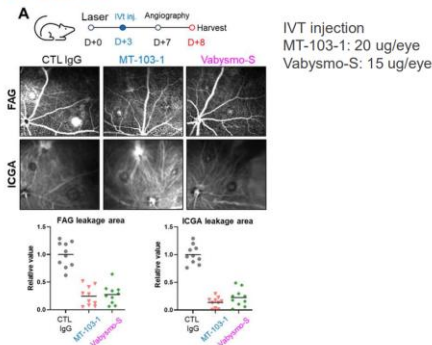 A
Laser IVT inj. Angiography
Harvest
D+0 D+3 D+7 D+8
CTL IgG MT-103-1 Vabysmo-S
FAG
ICGA
FAG leakage area
Relative value
1.5
1.0
0.5
0.0
CTL
IgG
MT-103-1
Vabysmo-S
ICGA leakage area
Relative value
1.5
1.0
0.5
0.0
CTL
IgG
MT-103-1
Vabysmo-S
IVT injection
MT-103-1: 20 ug/eye
Vabysmo-S: 15 ug/eye